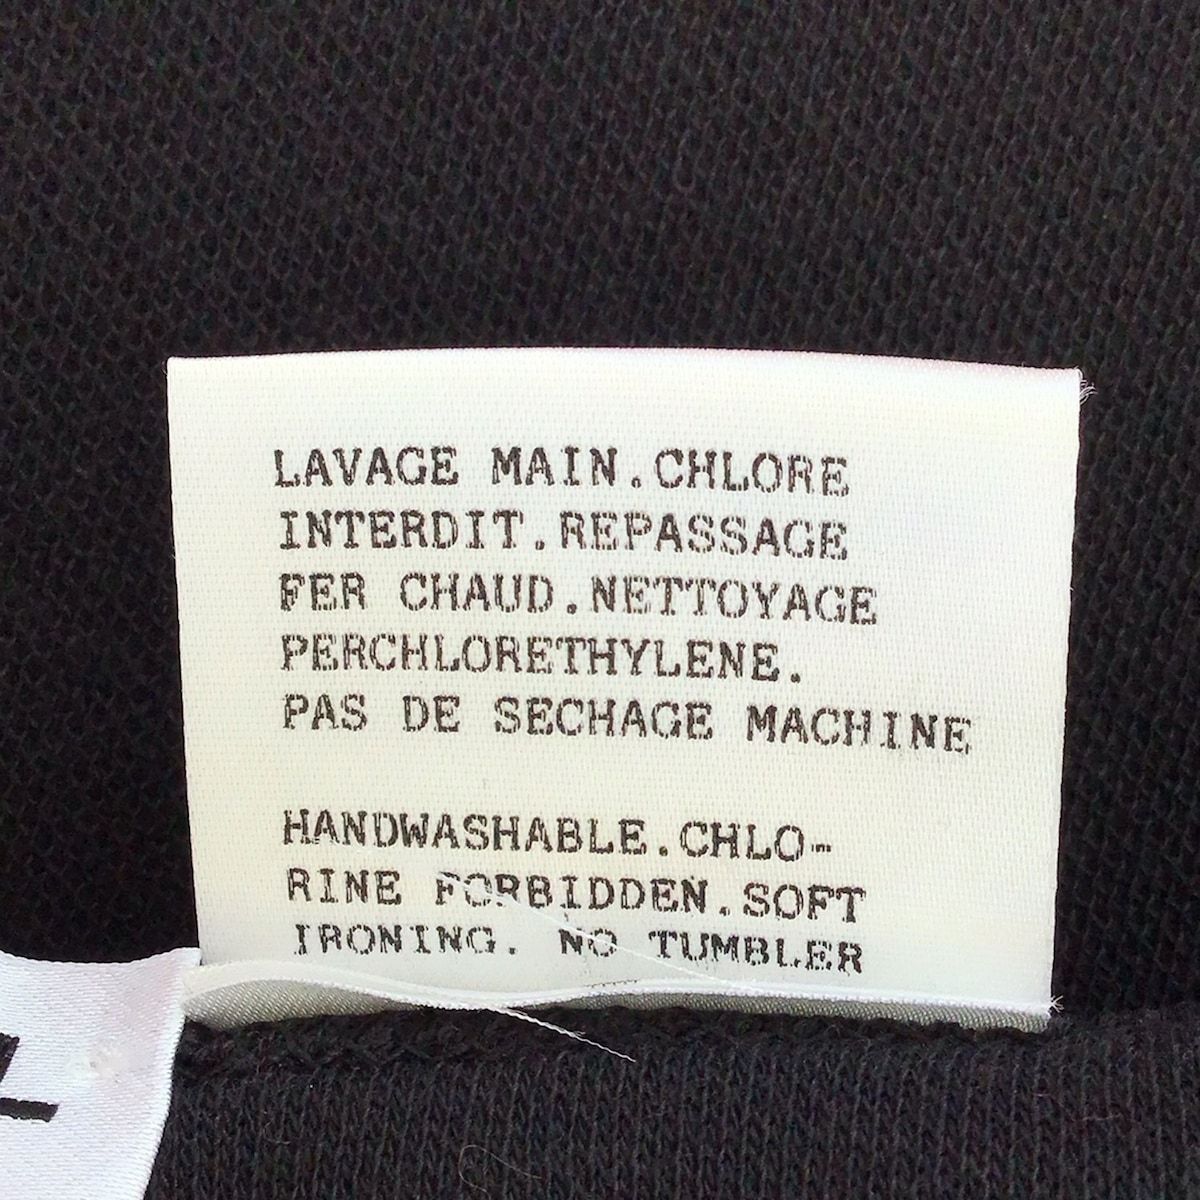 LAVAGE MAIN.CHLORE
INTERDIT.REPASSAGE
FER CHAUD.NETTOYAGE
PERCHLORETHYLENE.
PAS DE SECHAGE MACHINE
HANDWASHABLE.CHLO-
RINE FORBIDDEN.SOFT
IRONING. NO TUMBLER